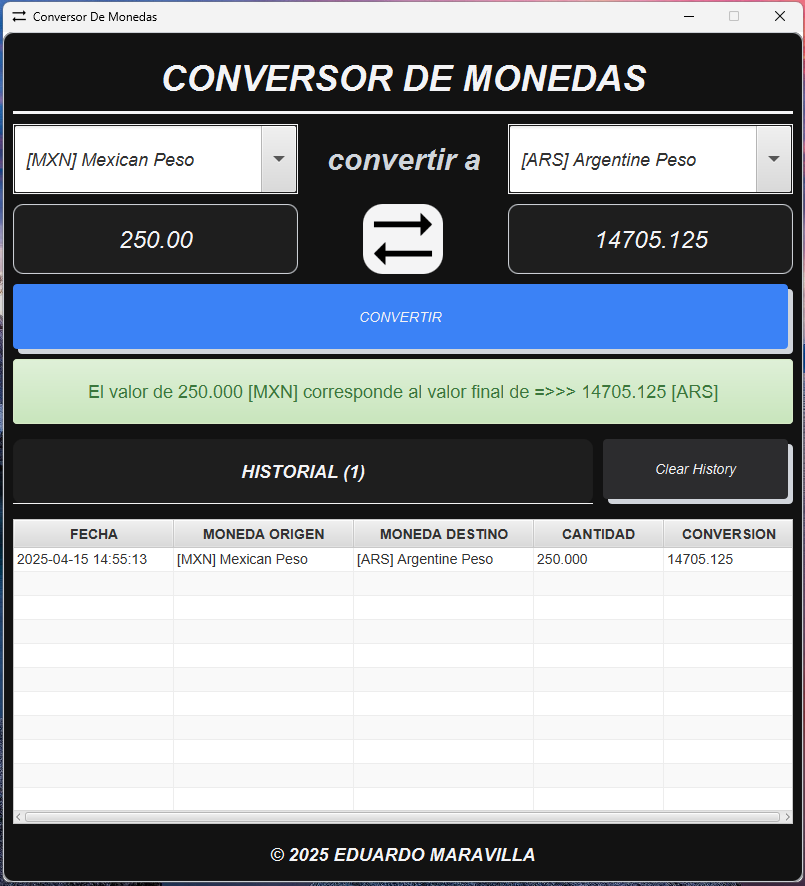 Conversor De Monedas
CONVERSOR DE MONEDAS
[MXN] Mexican Peso
convertir a
[ARS] Argentine Peso
250.00
14705.125
CONVERTIR
El valor de 250.000 [MXN] corresponde al valor final de =>>> 14705.125 [ARS]
HISTORIAL (1)
Clear History
FECHA MONEDA ORIGEN MONEDA DESTINO CANTIDAD CONVERSION
2025-04-15 14:55:13 [MXN] Mexican Peso [ARS] Argentine Peso 250.000 14705.125
© 2025 EDUARDO MARAVILLA